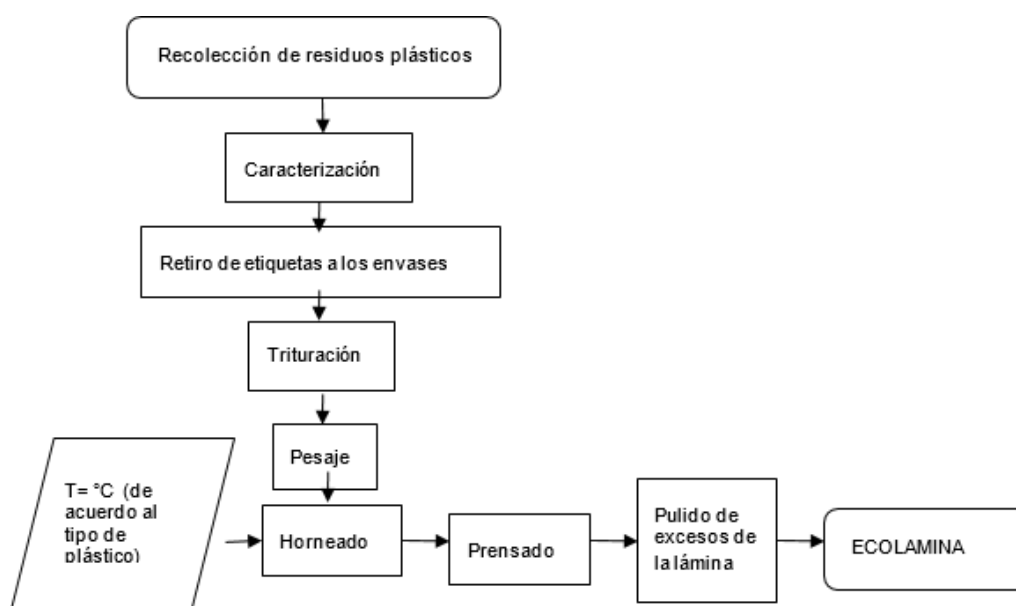 Recolección de residuos plásticos
Caracterización
Retiro de etiquetas a los envases
Trituración
Pesaje
T= °C (de
acuerdo al
tipo de
plástico)
Horneado
Prensado
Pulido de
excesos de
la lámina
ECOLAMINA